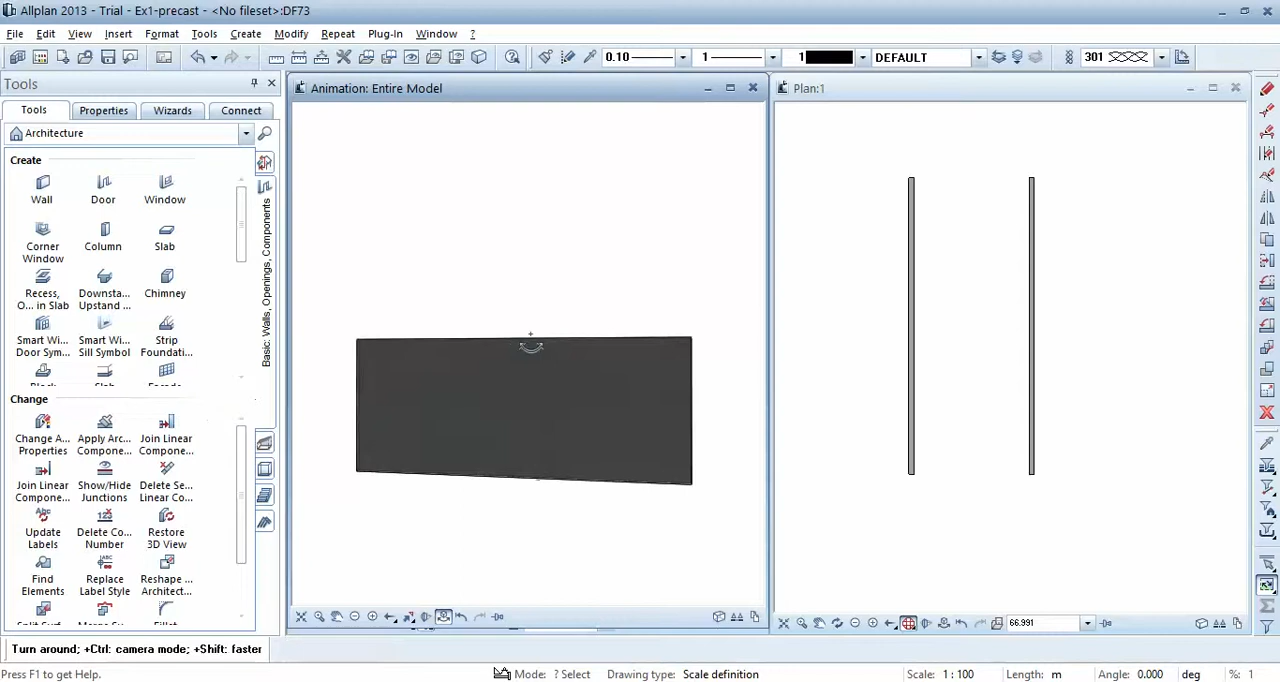 Allplan 2013 - Trial - Ex1-precast - <No fileset>:DF73
File Edit View Insert Format Tools Create Modify Repeat Plug-In Window ?
0.10 1 1 DEFAULT 301
Tools
Tools Properties Wizards Connect
Architecture
Create
Wall Door Window
Corner Window Column Slab
Recess, O... in Slab Downsta... Upstand ... Chimney
Smart Wi... Door Sym... Smart Wi... Sill Symbol Strip Foundati...
Basic: Walls, Openings, Components
Change
Change A... Properties Apply Arc... Compone... Join Linear Compone...
Join Linear Compone... Show/Hide Junctions Delete Se... Linear Co...
Update Labels Delete Co... Number Restore 3D View
Find Elements Replace Label Style Reshape ... Architect...
Animation: Entire Model
Plan:1
66.991
Turn around; +Ctrl: camera mode; +Shift: faster
Press F1 to get Help.
Mode: ? Select
Drawing type: Scale definition
Scale: 1 : 100
Length: m
Angle: 0.000 deg
%: 1